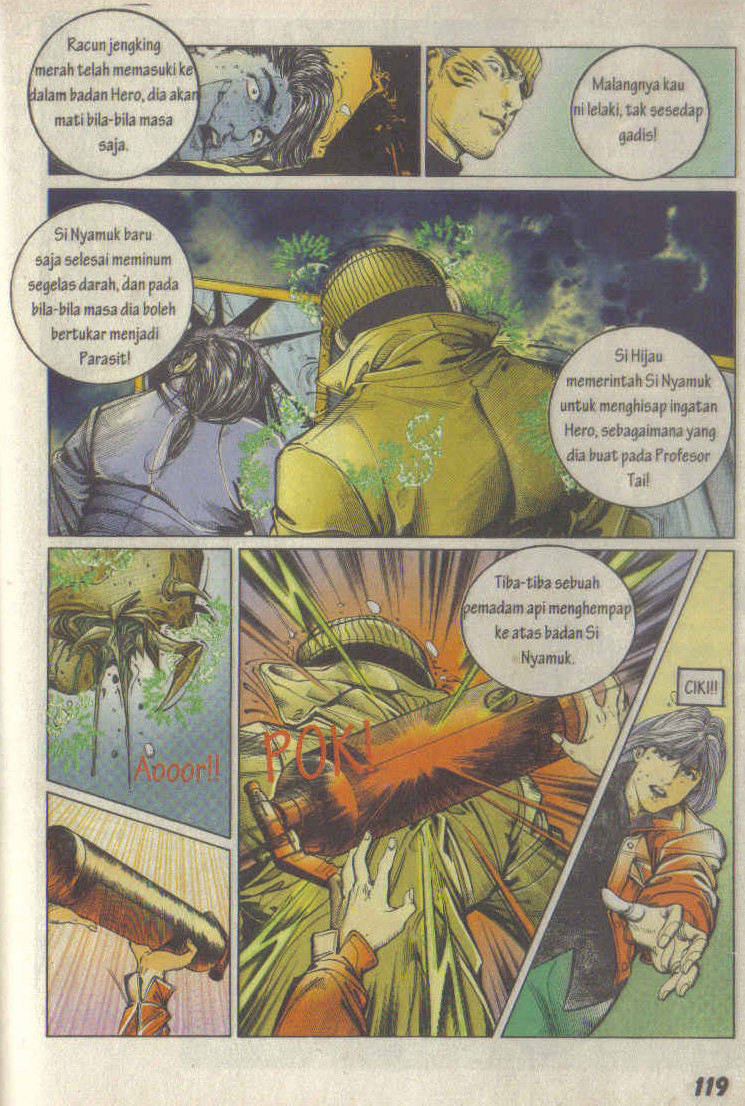 Racun jengking
merah telah memasuki ke
dalam badan Hero, dia akan
mati bila-bila masa
saja.
Malangnya kau
ni lelaki, tak sesedap
gadis!
Si Nyamuk baru
saja selesai meminum
segelas darah, dan pada
bila-bila masa dia boleh
bertukar menjadi
Parasit!
Si Hijau
memerintah Si Nyamuk
untuk menghisap ingatan
Hero, sebagaimana yang
dia buat pada Profesor
Tai!
Aooor!!
Tiba-tiba sebuah
pemadam api menghempap
ke atas badan Si
Nyamuk.
POK!
CIKI!!
119